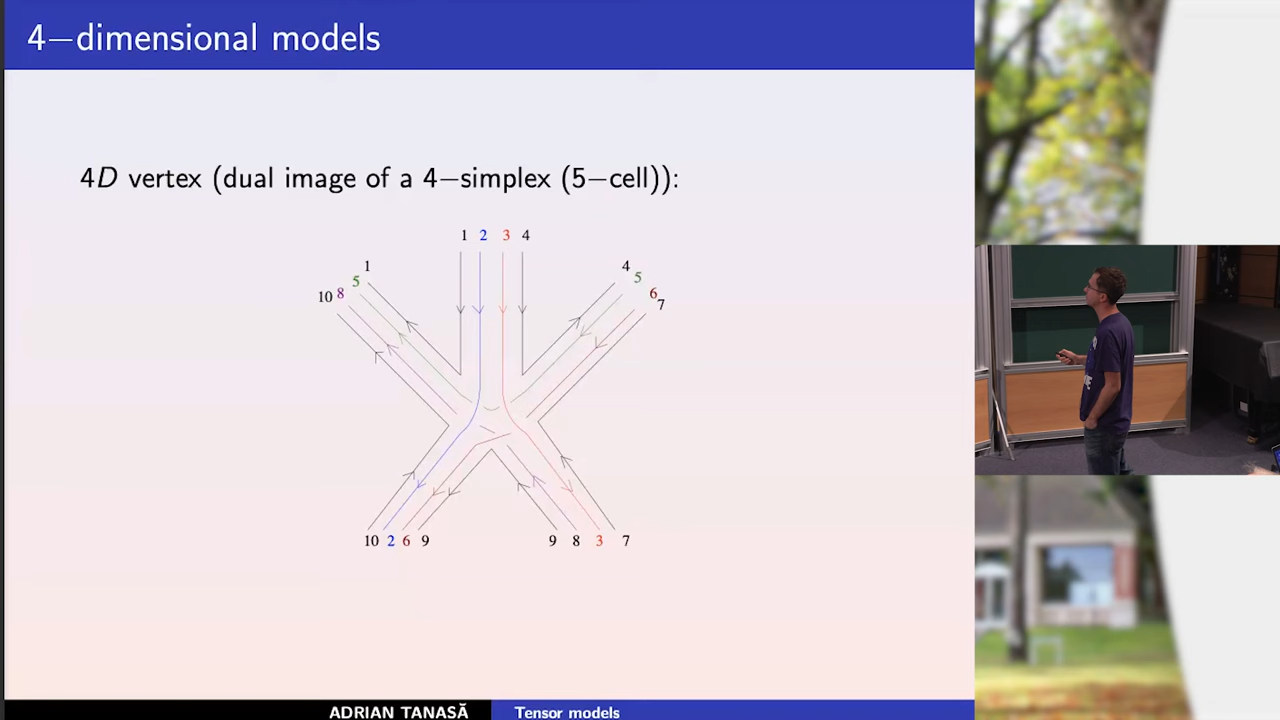 4−dimensional models
4D vertex (dual image of a 4−simplex (5−cell)):
1 2 3 4
1
5
8
10
4
5
6
7
10 2 6 9
9 8 3 7
ADRIAN TANASĂ
Tensor models